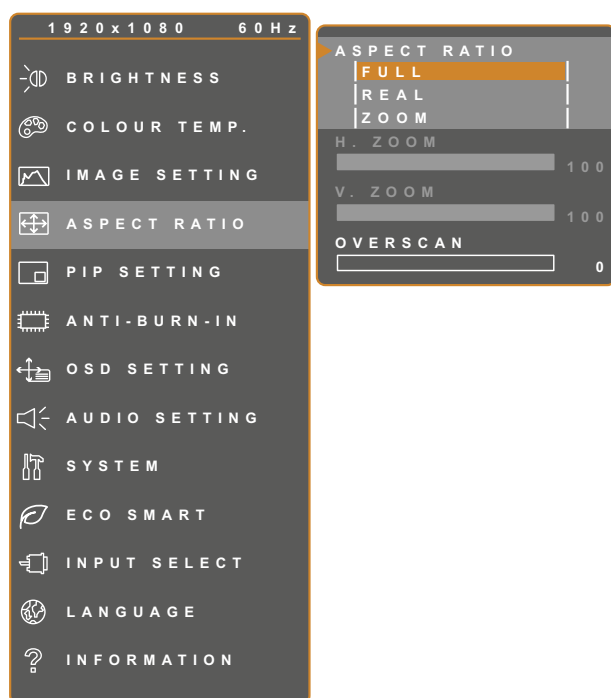 1920x1080 60Hz
BRIGHTNESS
COLOUR TEMP.
IMAGE SETTING
ASPECT RATIO
PIP SETTING
ANTI-BURN-IN
OSD SETTING
AUDIO SETTING
SYSTEM
ECO SMART
INPUT SELECT
LANGUAGE
INFORMATION
ASPECT RATIO
FULL
REAL
ZOOM
H. ZOOM
100
V. ZOOM
100
OVERSCAN
0